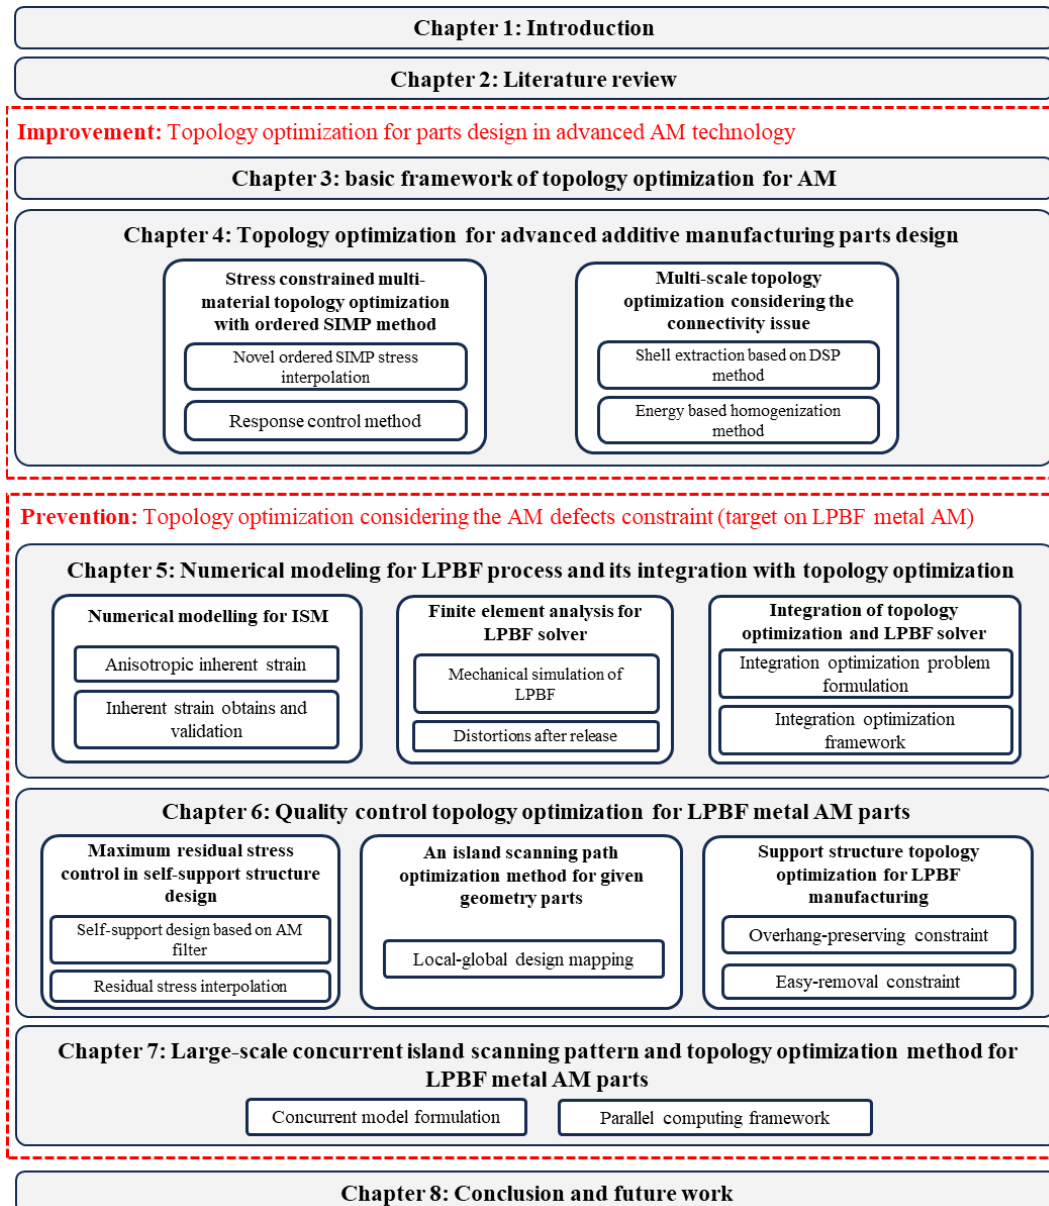 Chapter 1: Introduction
Chapter 2: Literature review
Improvement: Topology optimization for parts design in advanced AM technology
Chapter 3: basic framework of topology optimization for AM
Chapter 4: Topology optimization for advanced additive manufacturing parts design
Stress constrained multi-
material topology optimization
with ordered SIMP method
Novel ordered SIMP stress
interpolation
Response control method
Multi-scale topology
optimization considering the
connectivity issue
Shell extraction based on DSP
method
Energy based homogenization
method
Prevention: Topology optimization considering the AM defects constraint (target on LPBF metal AM)
Chapter 5: Numerical modeling for LPBF process and its integration with topology optimization
Numerical modelling for ISM
Anisotropic inherent strain
Inherent strain obtains and
validation
Finite element analysis for
LPBF solver
Mechanical simulation of
LPBF
Distortions after release
Integration of topology
optimization and LPBF solver
Integration optimization problem
formulation
Integration optimization
framework
Chapter 6: Quality control topology optimization for LPBF metal AM parts
Maximum residual stress
control in self-support structure
design
Self-support design based on AM
filter
Residual stress interpolation
An island scanning path
optimization method for given
geometry parts
Local-global design mapping
Support structure topology
optimization for LPBF
manufacturing
Overhang-preserving constraint
Easy-removal constraint
Chapter 7: Large-scale concurrent island scanning pattern and topology optimization method for
LPBF metal AM parts
Concurrent model formulation
Parallel computing framework
Chapter 8: Conclusion and future work